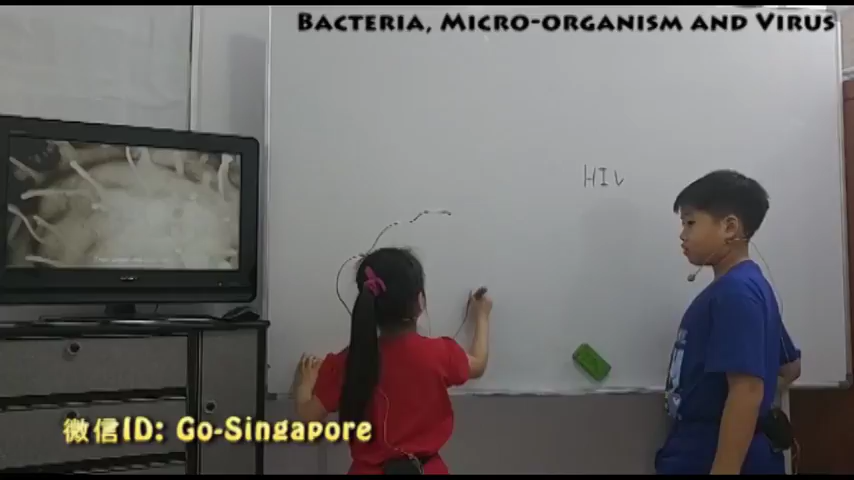 BACTERIA, MICRO-ORGANISM AND VIRUS
HIV
微信ID: Go-Singapore